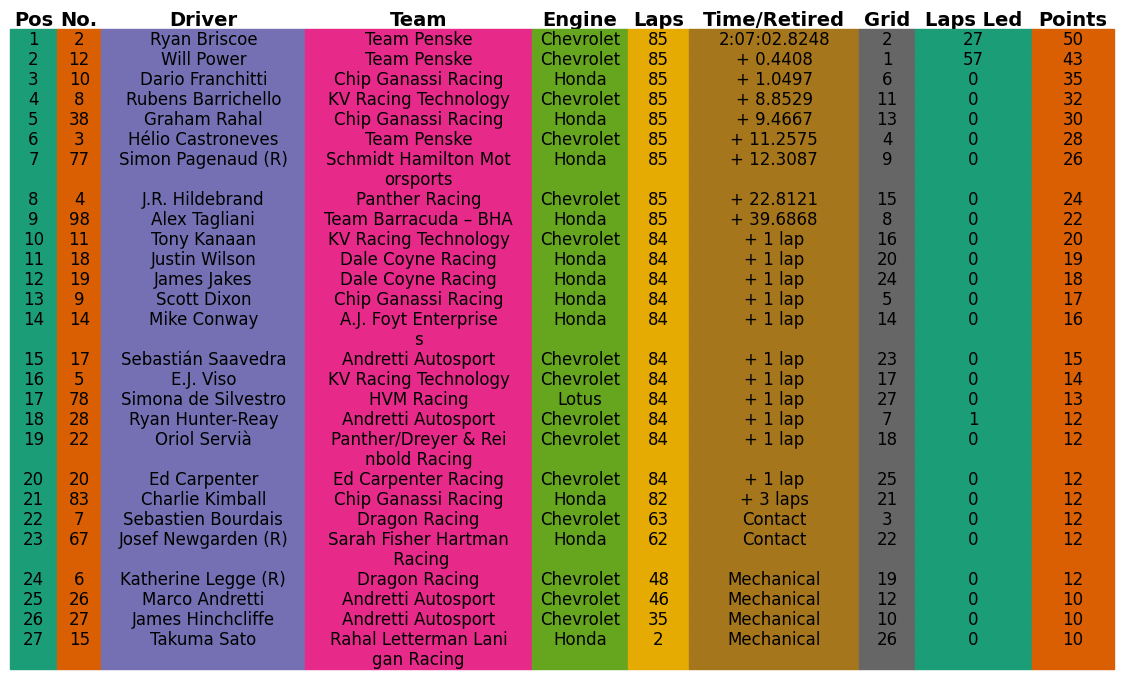 Pos No. Driver Team Engine Laps Time/Retired Grid Laps Led Points
1 2 Ryan Briscoe Team Penske Chevrolet 85 2:07:02.8248 2 27 50
2 12 Will Power Team Penske Chevrolet 85 + 0.4408 1 57 43
3 10 Dario Franchitti Chip Ganassi Racing Honda 85 + 1.0497 6 0 35
4 8 Rubens Barrichello KV Racing Technology Chevrolet 85 + 8.8529 11 0 32
5 38 Graham Rahal Chip Ganassi Racing Honda 85 + 9.4667 13 0 30
6 3 Hélio Castroneves Team Penske Chevrolet 85 + 11.2575 4 0 28
7 77 Simon Pagenaud (R) Schmidt Hamilton Mot Honda 85 + 12.3087 9 0 26
orsports
8 4 J.R. Hildebrand Panther Racing Chevrolet 85 + 22.8121 15 0 24
9 98 Alex Tagliani Team Barracuda – BHA Honda 85 + 39.6868 8 0 22
10 11 Tony Kanaan KV Racing Technology Chevrolet 84 + 1 lap 16 0 20
11 18 Justin Wilson Dale Coyne Racing Honda 84 + 1 lap 20 0 19
12 19 James Jakes Dale Coyne Racing Honda 84 + 1 lap 24 0 18
13 9 Scott Dixon Chip Ganassi Racing Honda 84 + 1 lap 5 0 17
14 14 Mike Conway A.J. Foyt Enterprise Honda 84 + 1 lap 14 0 16
s
15 17 Sebastián Saavedra Andretti Autosport Chevrolet 84 + 1 lap 23 0 15
16 5 E.J. Viso KV Racing Technology Chevrolet 84 + 1 lap 17 0 14
17 78 Simona de Silvestro HVM Racing Lotus 84 + 1 lap 27 0 13
18 28 Ryan Hunter-Reay Andretti Autosport Chevrolet 84 + 1 lap 7 1 12
19 22 Oriol Servià Panther/Dreyer & Rei Chevrolet 84 + 1 lap 18 0 12
nbold Racing
20 20 Ed Carpenter Ed Carpenter Racing Chevrolet 84 + 1 lap 25 0 12
21 83 Charlie Kimball Chip Ganassi Racing Honda 82 + 3 laps 21 0 12
22 7 Sebastien Bourdais Dragon Racing Chevrolet 63 Contact 3 0 12
23 67 Josef Newgarden (R) Sarah Fisher Hartman Honda 62 Contact 22 0 12
Racing
24 6 Katherine Legge (R) Dragon Racing Chevrolet 48 Mechanical 19 0 12
25 26 Marco Andretti Andretti Autosport Chevrolet 46 Mechanical 12 0 10
26 27 James Hinchcliffe Andretti Autosport Chevrolet 35 Mechanical 10 0 10
27 15 Takuma Sato Rahal Letterman Lani Honda 2 Mechanical 26 0 10
gan Racing